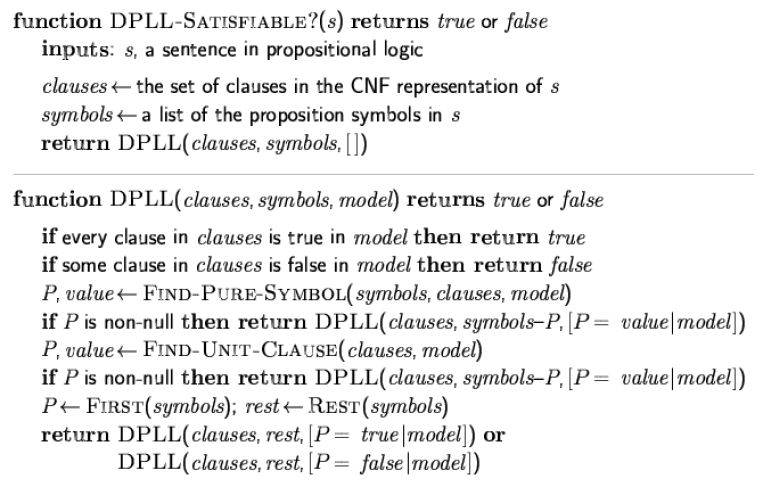 function DPLL-SATISFIABLE?(s) returns true or false
inputs: s, a sentence in propositional logic
clauses ← the set of clauses in the CNF representation of s
symbols ← a list of the proposition symbols in s
return DPLL(clauses, symbols, [ ])
function DPLL(clauses, symbols, model) returns true or false
if every clause in clauses is true in model then return true
if some clause in clauses is false in model then return false
P, value ← FIND-PURE-SYMBOL(symbols, clauses, model)
if P is non-null then return DPLL(clauses, symbols–P, [P = value|model])
P, value ← FIND-UNIT-CLAUSE(clauses, model)
if P is non-null then return DPLL(clauses, symbols–P, [P = value|model])
P ← FIRST(symbols); rest ← REST(symbols)
return DPLL(clauses, rest, [P = true|model]) or
DPLL(clauses, rest, [P = false|model])